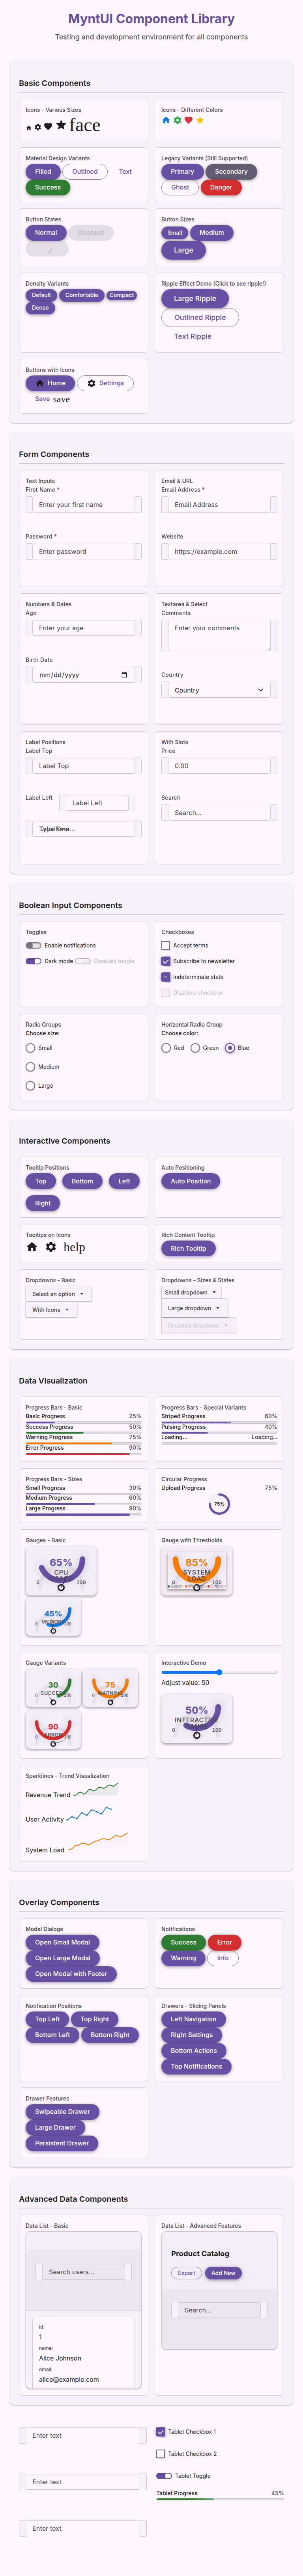 MyntUI Component Library
Testing and development environment for all components
Basic Components
Icons - Various Sizes
face
Icons - Different Colors
Material Design Variants
Filled
Outlined
Text
Success
Legacy Variants (Still Supported)
Primary
Secondary
Ghost
Danger
Button States
Normal
Disabled
Button Sizes
Small
Medium
Large
Density Variants
Default
Comfortable
Compact
Dense
Ripple Effect Demo (Click to see ripple!)
Large Ripple
Outlined Ripple
Text Ripple
Buttons with Icons
Home
Settings
Save save
Form Components
Text Inputs
First Name *
Enter your first name
Password *
Enter password
Email & URL
Email Address *
Email Address
Website
https://example.com
Numbers & Dates
Age
Enter your age
Birth Date
mm/dd/yyyy
Textarea & Select
Comments
Enter your comments
Country
Country
Label Positions
Label Top
Label Top
Label Left
Label Left
With Slots
Price
0.00
Search
Search...
Boolean Input Components
Toggles
Enable notifications
Dark mode
Disabled toggle
Checkboxes
Accept terms
Subscribe to newsletter
Indeterminate state
Disabled checkbox
Radio Groups
Choose size:
Small
Medium
Large
Horizontal Radio Group
Choose color:
Red
Green
Blue
Interactive Components
Tooltip Positions
Top
Bottom
Left
Right
Auto Positioning
Auto Position
Tooltips on Icons
help
Rich Content Tooltip
Rich Tooltip
Dropdowns - Basic
Select an option
With Icons
Dropdowns - Sizes & States
Small dropdown
Large dropdown
Disabled dropdown
Data Visualization
Progress Bars - Basic
Basic Progress 25%
Success Progress 50%
Warning Progress 75%
Error Progress 90%
Progress Bars - Special Variants
Striped Progress 60%
Pulsing Progress 40%
Loading... Loading...
Progress Bars - Sizes
Small Progress 30%
Medium Progress 60%
Large Progress 90%
Circular Progress
Upload Progress 75%
75%
Gauges - Basic
65%
CPU
0 100
45%
0 100
Gauge with Thresholds
85%
SYSTEM
LOAD
0 100
Gauge Variants
30
SUCCESS
0 100
75
WARNING
0 100
90
ERROR
0 100
Interactive Demo
Adjust value: 50
50%
INTERACTIVE
0 100
Sparklines - Trend Visualization
Revenue Trend
User Activity
System Load
Overlay Components
Modal Dialogs
Open Small Modal
Open Large Modal
Open Modal with Footer
Notifications
Success
Error
Warning
Info
Notification Positions
Top Left
Top Right
Bottom Left
Bottom Right
Drawers - Sliding Panels
Left Navigation
Right Settings
Bottom Actions
Top Notifications
Drawer Features
Swipeable Drawer
Large Drawer
Persistent Drawer
Advanced Data Components
Data List - Basic
Search users...
id:
1
name:
Alice Johnson
email:
alice@example.com
Data List - Advanced Features
Product Catalog
Export
Add New
Search...
Enter text
Enter text
Enter text
Tablet Checkbox 1
Tablet Checkbox 2
Tablet Toggle
Tablet Progress 45%